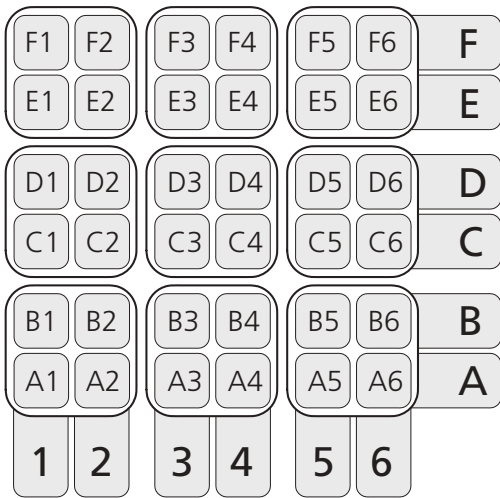 F1 F2 F3 F4 F5 F6 F
E1 E2 E3 E4 E5 E6 E
D1 D2 D3 D4 D5 D6 D
C1 C2 C3 C4 C5 C6 C
B1 B2 B3 B4 B5 B6 B
A1 A2 A3 A4 A5 A6 A
1 2 3 4 5 6